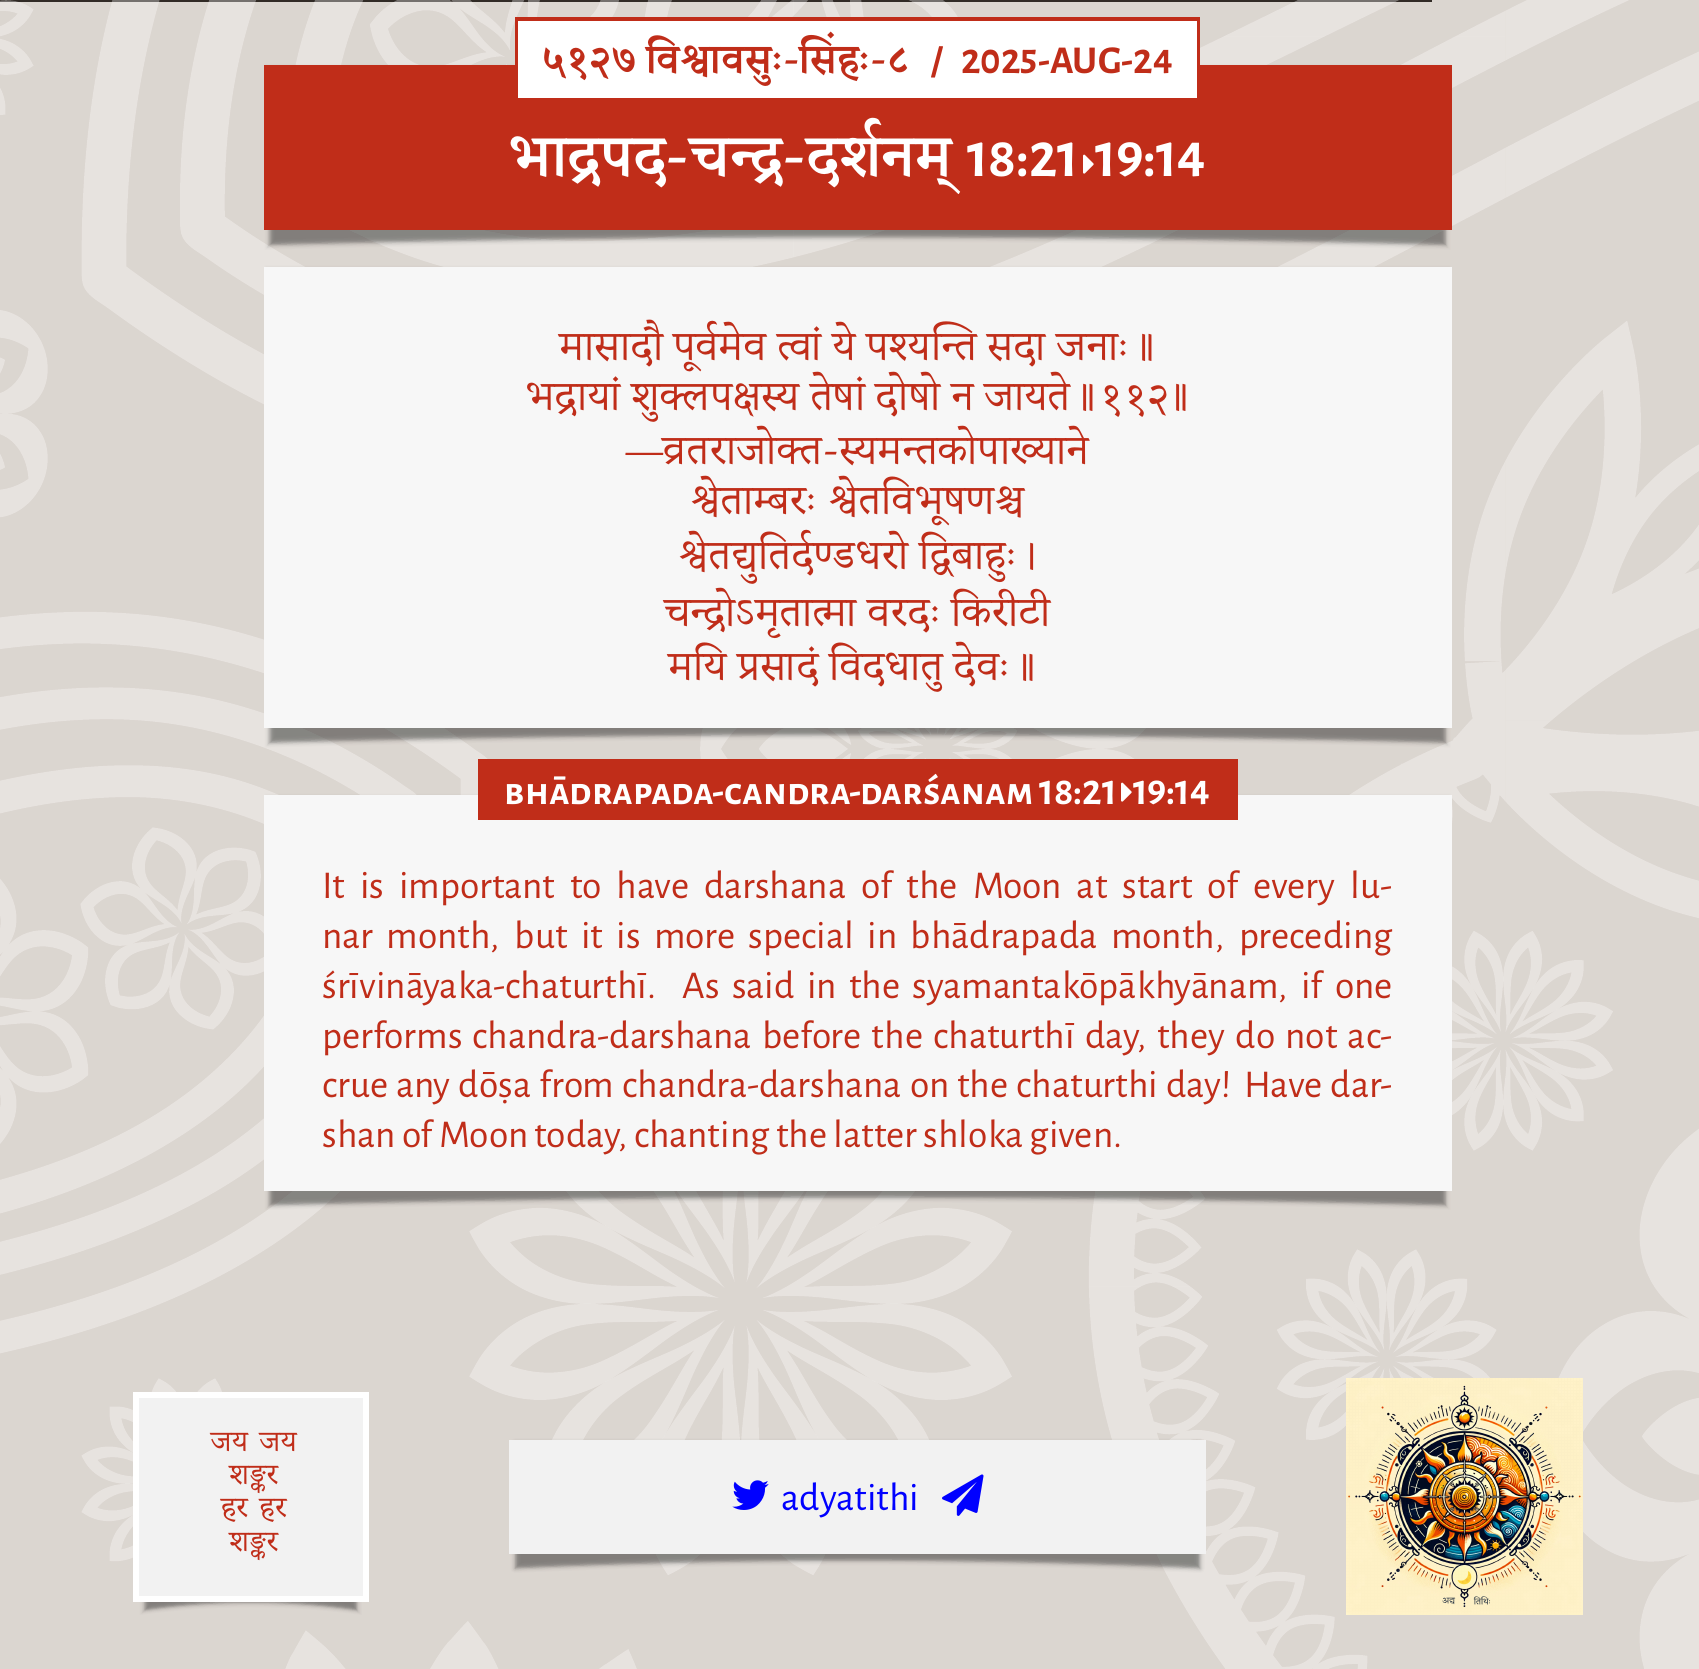 ५१२७ विश्वावसुः-सिंहः-८ / 2025-AUG-24
भाद्रपद-चन्द्र-दर्शनम् 18:21▸19:14
मासादौ पूर्वमेव त्वां ये पश्यन्ति सदा जनाः ॥
भद्रायां शुक्लपक्षस्य तेषां दोषो न जायते ॥ ११२॥
—व्रतराजोक्त-स्यमन्तकोपाख्याने
श्वेताम्बरः श्वेतविभूषणश्च
श्वेतद्युतिर्दण्डधरो द्विबाहुः ।
चन्द्रोऽमृतात्मा वरदः किरीटी
मयि प्रसादं विदधातु देवः ॥
BHĀDRAPADA-CANDRA-DARŚANAM 18:21▸19:14
It is important to have darshana of the Moon at start of every lu-
nar month, but it is more special in bhādrapada month, preceding
śrīvināyaka-chaturthī. As said in the syamantakōpākhyānam, if one
performs chandra-darshana before the chaturthī day, they do not ac-
crue any dōṣa from chandra-darshana on the chaturthi day! Have dar-
shan of Moon today, chanting the latter shloka given.
जय जय
शङ्कर
हर हर
शङ्कर
adyatithi
अद्य तिथिः